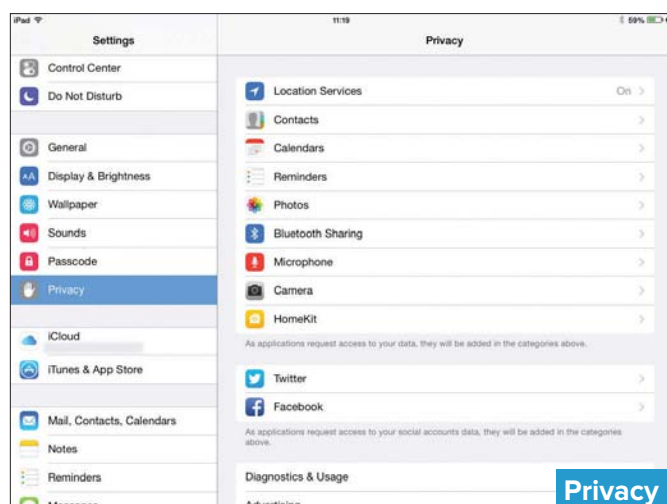 iPad
11:19
59%
Settings
Privacy
Control Center
Do Not Disturb
General
Display & Brightness
Wallpaper
Sounds
Passcode
Privacy
iCloud
iTunes & App Store
Mail, Contacts, Calendars
Notes
Reminders
Location Services
On
Contacts
Calendars
Reminders
Photos
Bluetooth Sharing
Microphone
Camera
HomeKit
As applications request access to your data, they will be added in the categories above.
Twitter
Facebook
As applications request access to your social accounts data, they will be added in the categories
above.
Diagnostics & Usage
Privacy